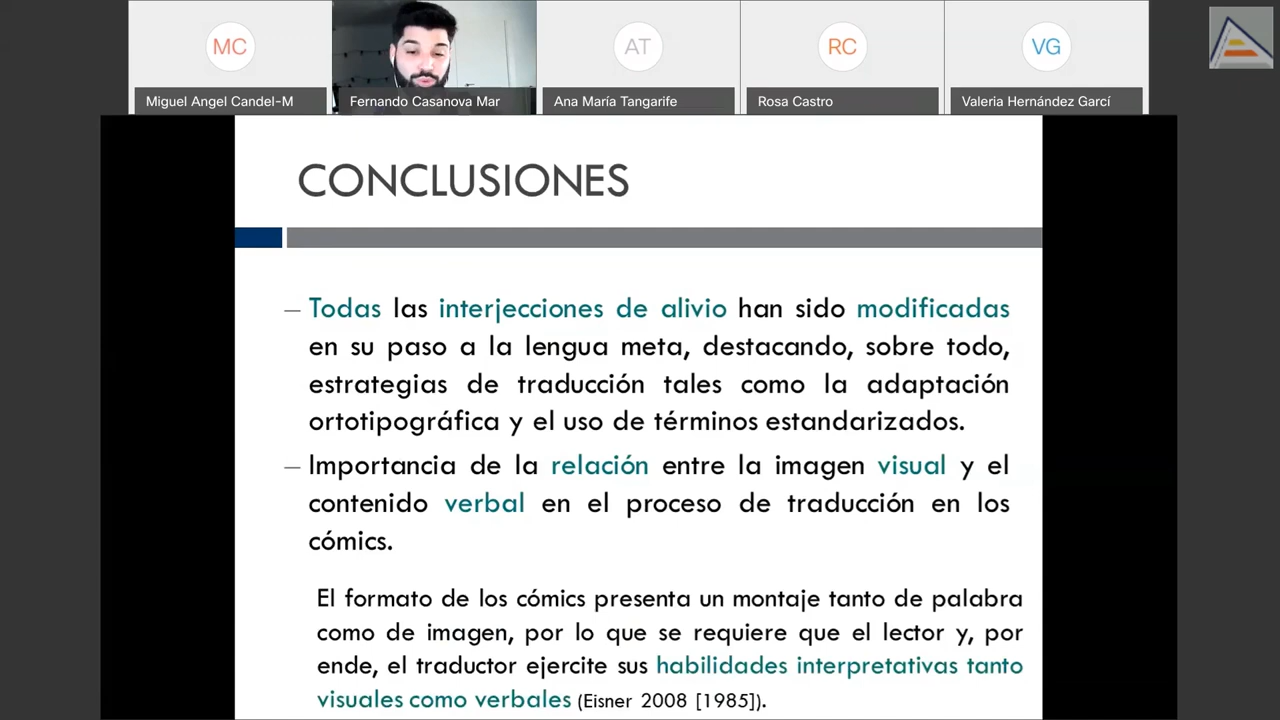 MC
AT
RC
VG
Miguel Angel Candel-M
Fernando Casanova Mar
Ana María Tangarife
Rosa Castro
Valeria Hernández Garcí
CONCLUSIONES
– Todas las interjecciones de alivio han sido modificadas
en su paso a la lengua meta, destacando, sobre todo,
estrategias de traducción tales como la adaptación
ortotipográfica y el uso de términos estandarizados.
– Importancia de la relación entre la imagen visual y el
contenido verbal en el proceso de traducción en los
cómics.
El formato de los cómics presenta un montaje tanto de palabra
como de imagen, por lo que se requiere que el lector y, por
ende, el traductor ejercite sus habilidades interpretativas tanto
visuales como verbales (Eisner 2008 [1985]).